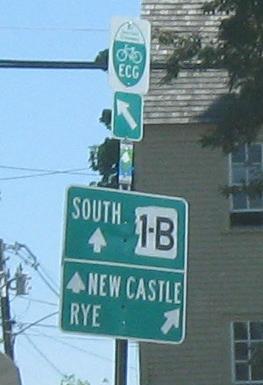 ECG
SOUTH 1-B
NEW CASTLE
RYE